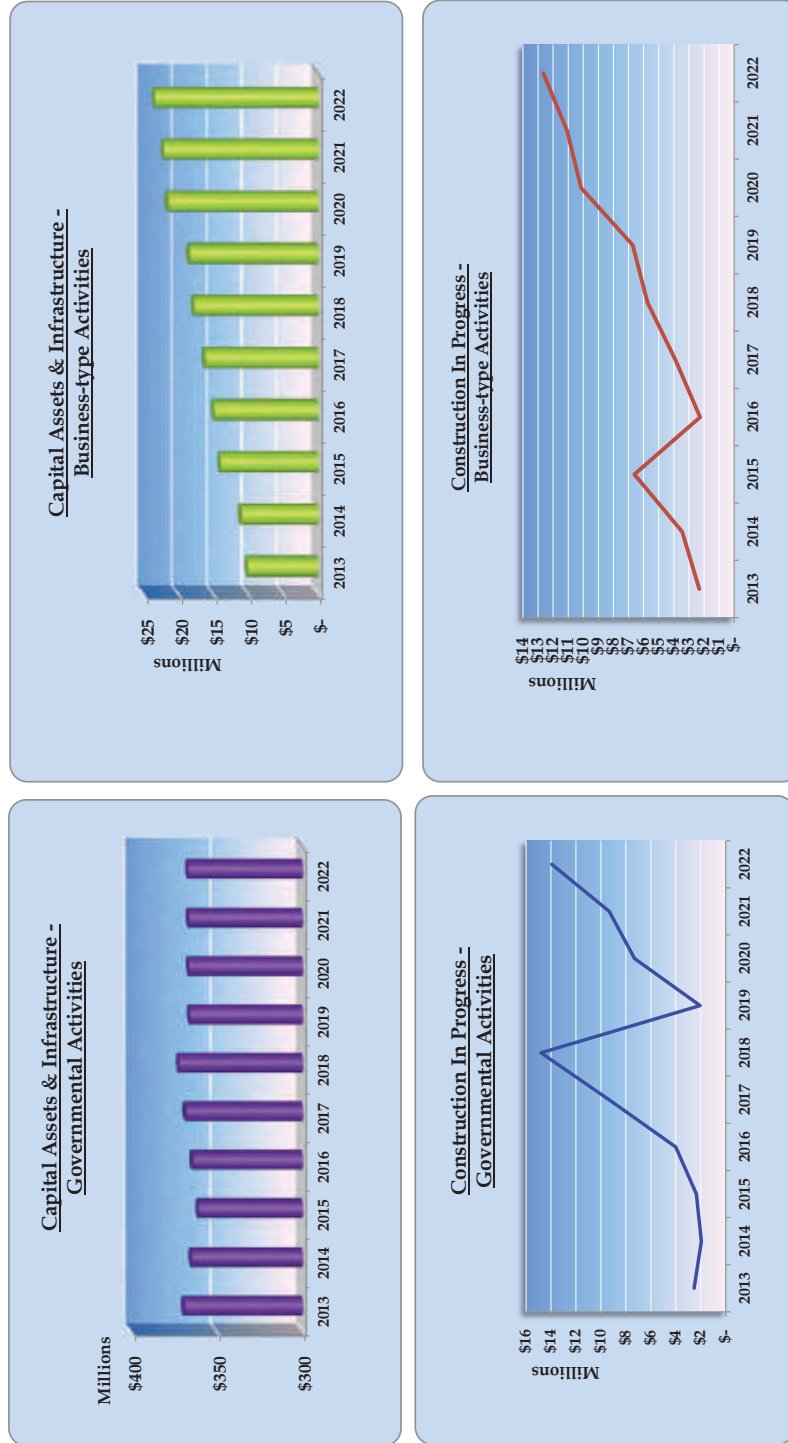 Capital Assets & Infrastructure -
Governmental Activities
Millions
$400
$350
$300
2013 2014 2015 2016 2017 2018 2019 2020 2021 2022
Capital Assets & Infrastructure -
Business-type Activities
Millions
$25
$20
$15
$10
$5
$-
2013 2014 2015 2016 2017 2018 2019 2020 2021 2022
Construction In Progress -
Governmental Activities
Millions
$16
$14
$12
$10
$8
$6
$4
$2
$-
2013 2014 2015 2016 2017 2018 2019 2020 2021 2022
Construction In Progress -
Business-type Activities
Millions
$14
$13
$12
$11
$10
$9
$8
$7
$6
$5
$4
$3
$2
$1
$-
2013 2014 2015 2016 2017 2018 2019 2020 2021 2022